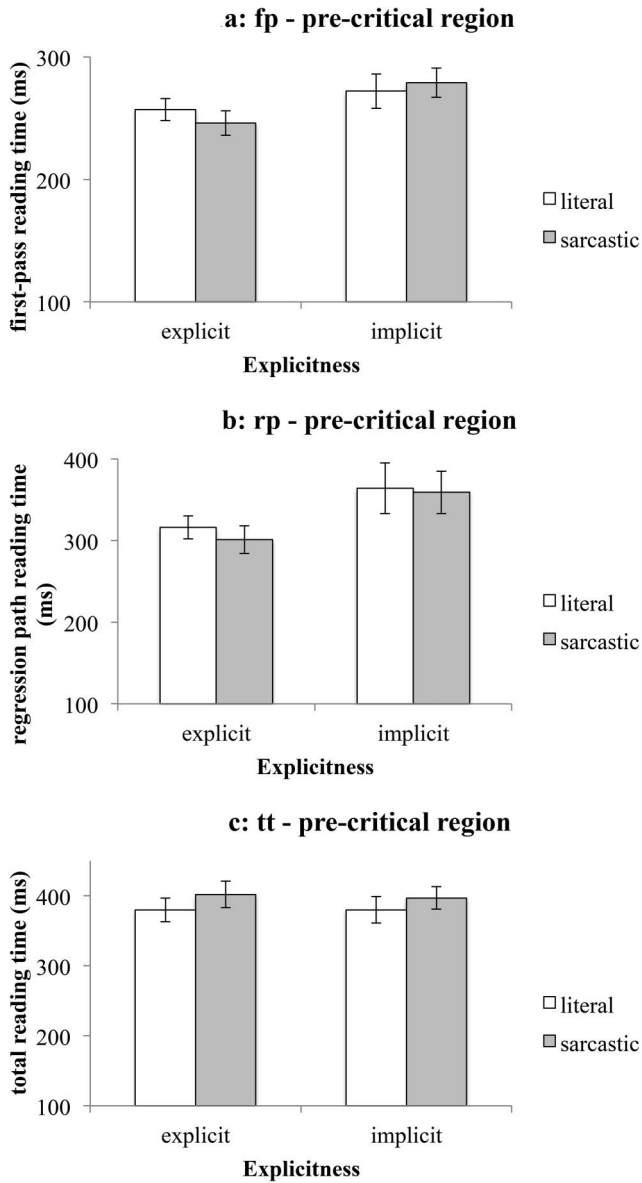 a: fp - pre-critical region
first-pass reading time (ms)
300
200
100
explicit
implicit
Explicitness
literal
sarcastic
b: rp - pre-critical region
regression path reading time
(ms)
400
300
200
100
explicit
implicit
Explicitness
literal
sarcastic
c: tt - pre-critical region
total reading time (ms)
400
300
200
100
explicit
implicit
Explicitness
literal
sarcastic